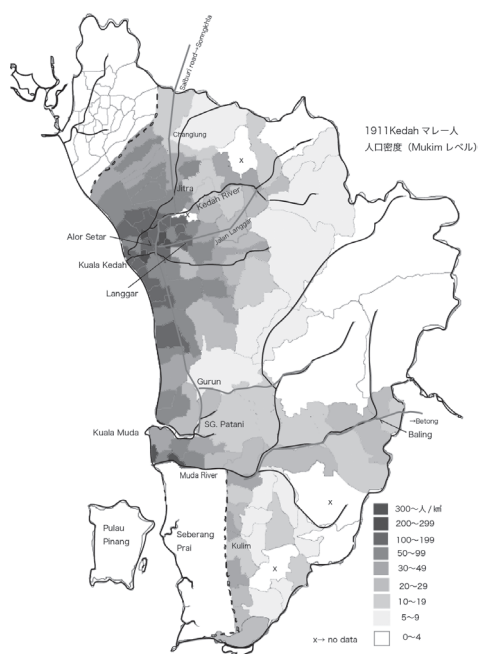 Saiburi road→Songkhla
1911Kedah マレー人
人口密度（Mukim レベル）
Changlung
x
Jitra
x
Kedah River
Alor Setar
Jalan Langgar
Kuala Kedah
Langgar
Gurun
SG. Patani
Kuala Muda
→Betong
Baling
Muda River
x
Pulau
Pinang
Seberang
Prai
Kulim
x
300〜人 / k㎡
200〜299
100〜199
50〜99
30〜49
20〜29
10〜19
5〜9
0〜4
x→ no data